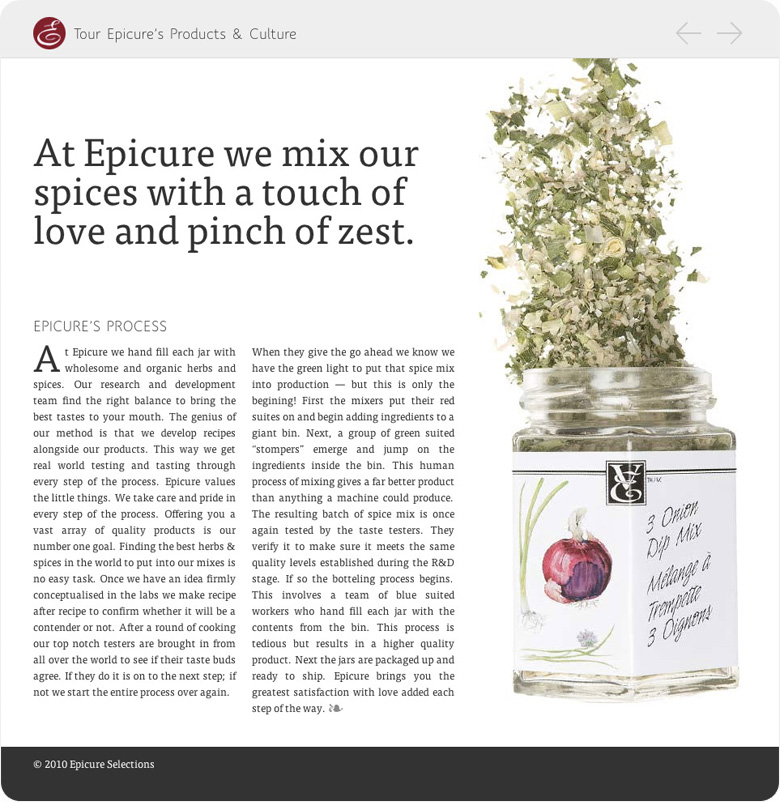 Tour Epicure's Products & Culture
At Epicure we mix our
spices with a touch of
love and pinch of zest.
EPICURE'S PROCESS
At Epicure we hand fill each jar with
wholesome and organic herbs and
spices. Our research and development
team find the right balance to bring the
best tastes to your mouth. The genius of
our method is that we develop recipes
alongside our products. This way we get
real world testing and tasting through
every step of the process. Epicure values
the little things. We take care and pride in
every step of the process. Offering you a
vast array of quality products is our
number one goal. Finding the best herbs &
spices in the world to put into our mixes is
no easy task. Once we have an idea firmly
conceptualised in the labs we make recipe
after recipe to confirm whether it will be a
contender or not. After a round of cooking
our top notch testers are brought in from
all over the world to see if their taste buds
agree. If they do it is on to the next step; if
not we start the entire process over again.
When they give the go ahead we know we
have the green light to put that spice mix
into production — but this is only the
begining! First the mixers put their red
suites on and begin adding ingredients to a
giant bin. Next, a group of green suited
"stompers" emerge and jump on the
ingredients inside the bin. This human
process of mixing gives a far better product
than anything a machine could produce.
The resulting batch of spice mix is once
again tested by the taste testers. They
verify it to make sure it meets the same
quality levels established during the R&D
stage. If so the botteling process begins.
This involves a team of blue suited
workers who hand fill each jar with the
contents from the bin. This process is
tedious but results in a higher quality
product. Next the jars are packaged up and
ready to ship. Epicure brings you the
greatest satisfaction with love added each
step of the way.
3 Onion
Dip Mix
Mélange à
Trempette
3 Oignons
© 2010 Epicure Selections